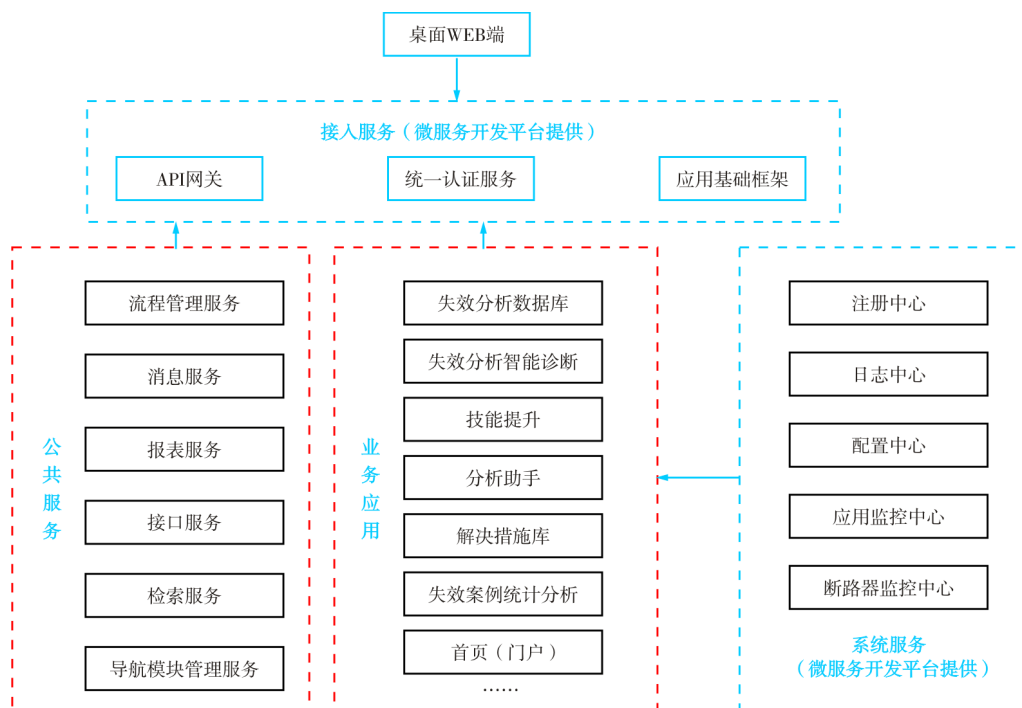 桌面WEB端
接入服务（微服务开发平台提供）
API网关
统一认证服务
应用基础框架
公共服务
流程管理服务
消息服务
报表服务
接口服务
检索服务
导航模块管理服务
业务应用
失效分析数据库
失效分析智能诊断
技能提升
分析助手
解决措施库
失效案例统计分析
首页（门户）
……
注册中心
日志中心
配置中心
应用监控中心
断路器监控中心
系统服务
（微服务开发平台提供）